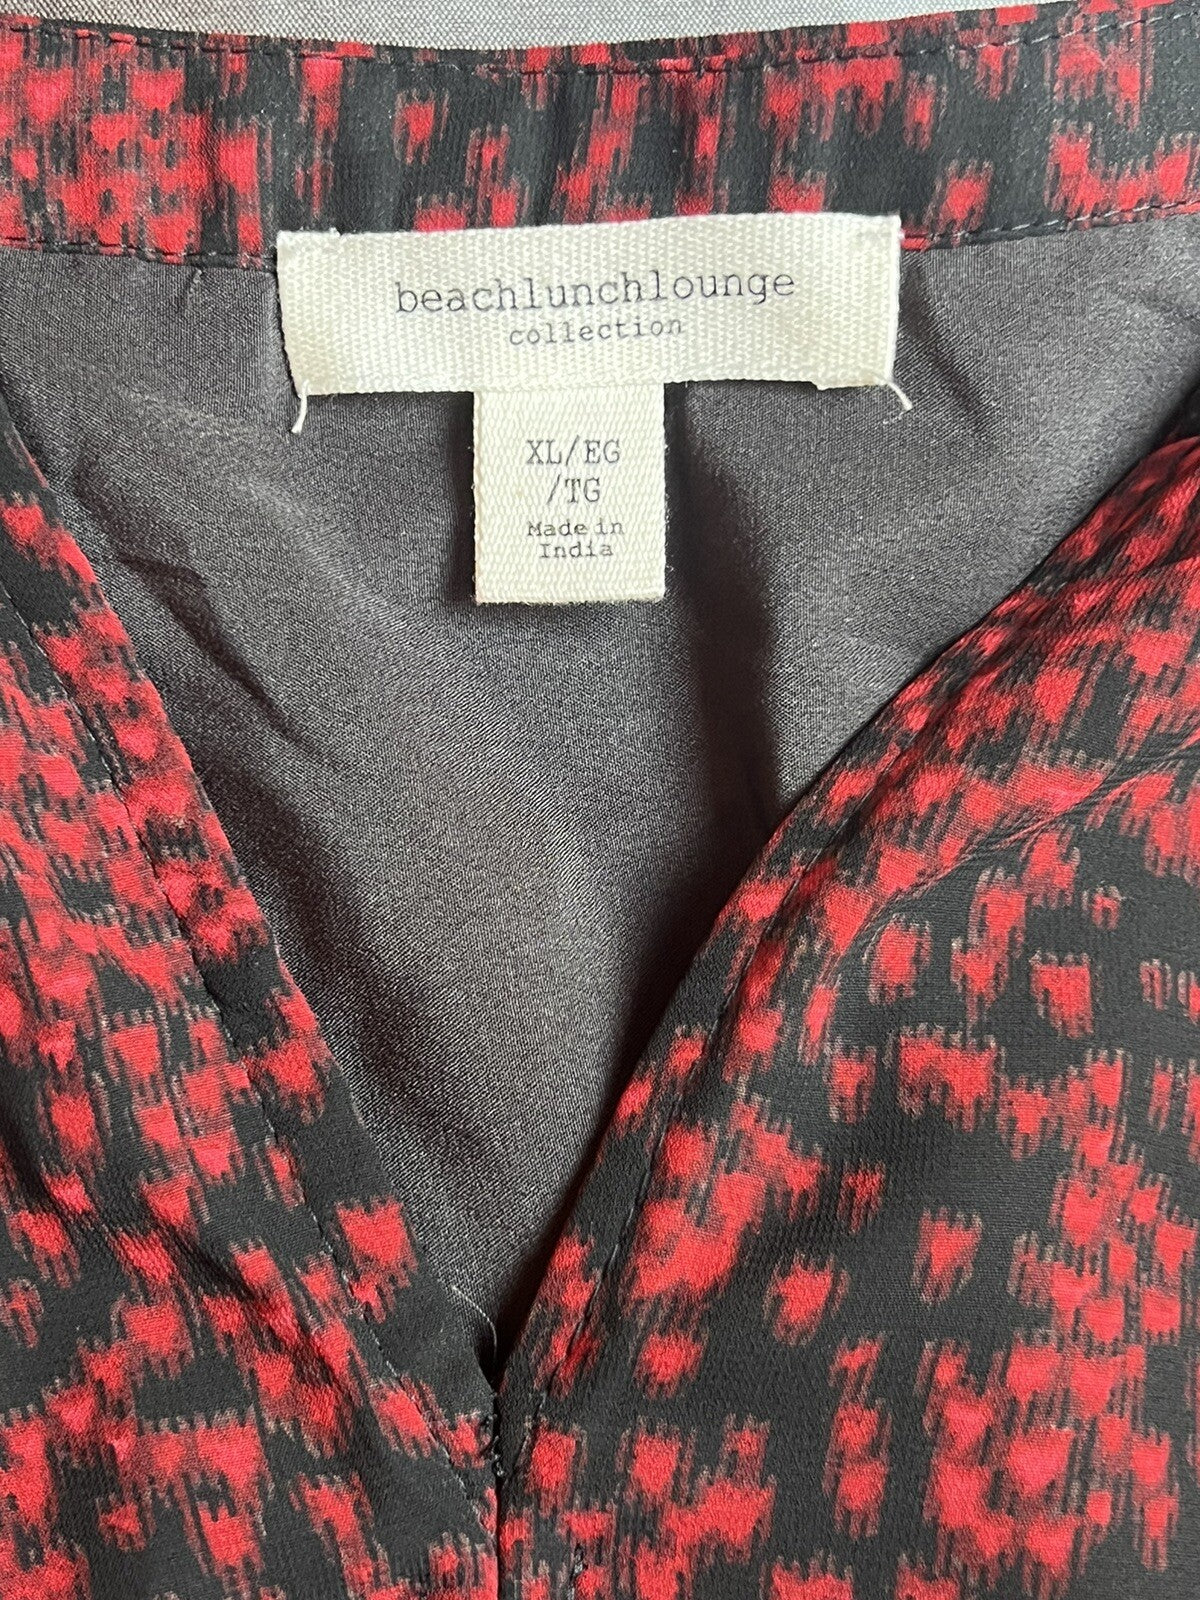 beachlunchlounge
collection
XL/EG
/TG
Made in
India